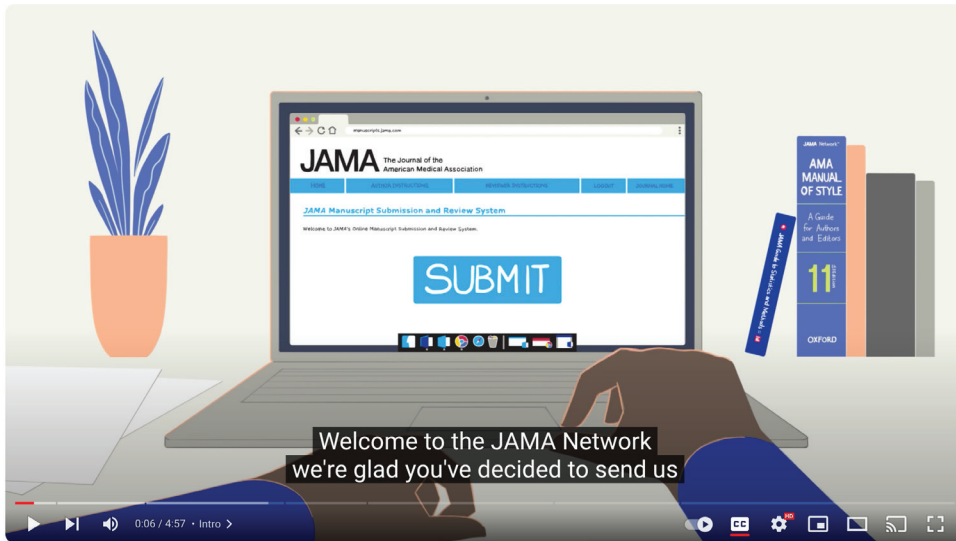 manuscripts.jama.com
JAMA The Journal of the
American Medical Association
HOME AUTHOR INSTRUCTIONS REVIEWER INSTRUCTIONS LOGOUT JOURNAL HOME
JAMA Manuscript Submission and Review System
Welcome to JAMA's Online Manuscript Submission and Review System.
SUBMIT
JAMA Guide to Statistics and Methods
JAMA Network
AMA
MANUAL
OF STYLE
A Guide
for Authors
and Editors
11
OXFORD
Welcome to the JAMA Network
we're glad you've decided to send us
0:06 / 4:57 • Intro
CC
HD